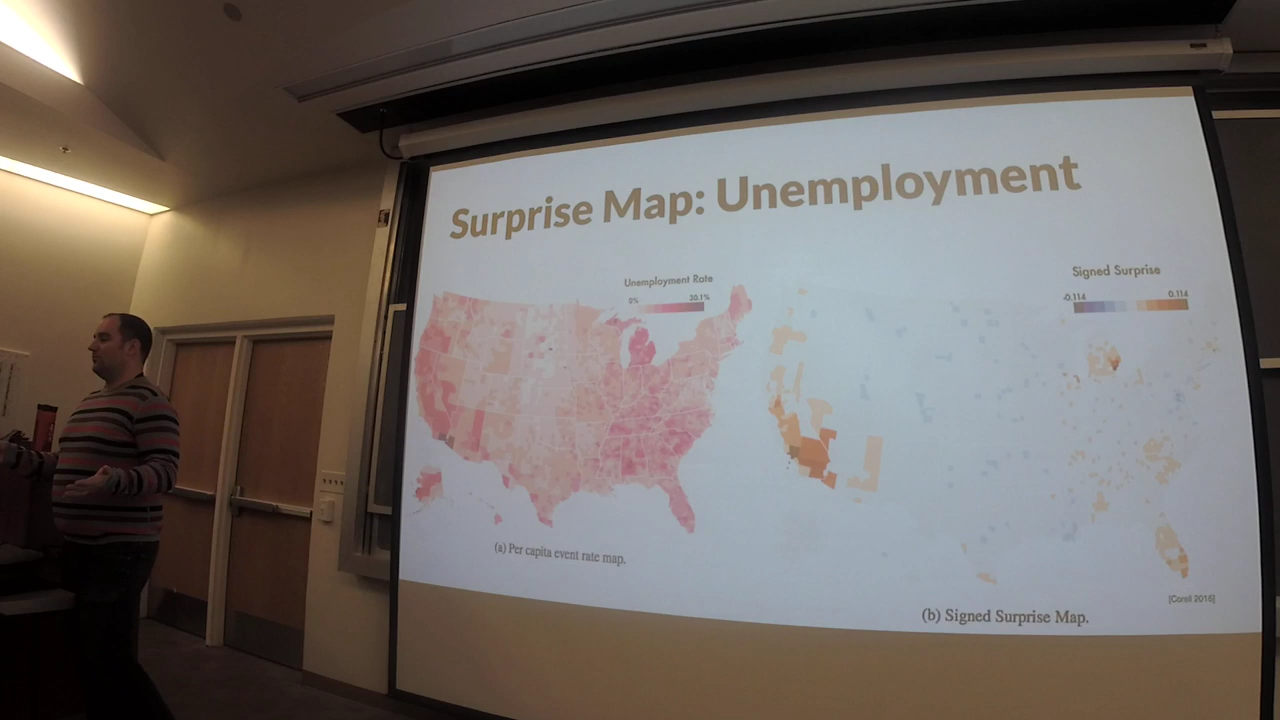 Surprise Map: Unemployment
Unemployment Rate
0% 30.1%
Signed Surprise
-0.114 0.114
(a) Per capita event rate map.
[Correll 2016]
(b) Signed Surprise Map.